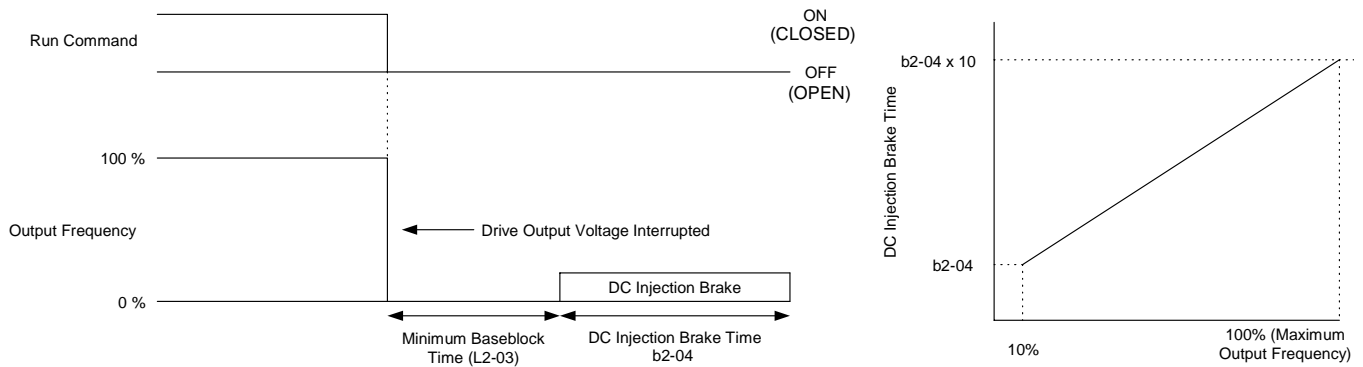 Run Command
ON
(CLOSED)
OFF
(OPEN)
100 %
Output Frequency
Drive Output Voltage Interrupted
DC Injection Brake
0 %
Minimum Baseblock
Time (L2-03)
DC Injection Brake Time
b2-04
DC Injection Brake Time
b2-04 x 10
b2-04
10%
100% (Maximum
Output Frequency)